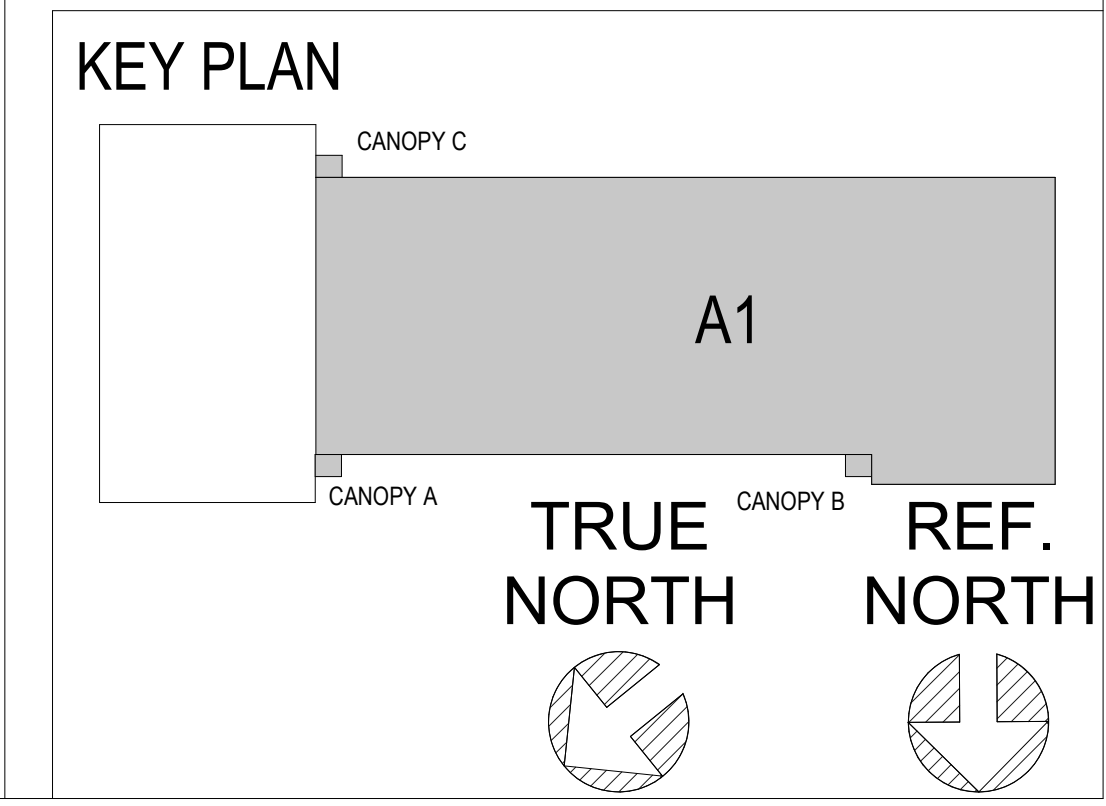 KEY PLAN
CANOPY C
A1
CANOPY A
CANOPY B
TRUE
NORTH
REF.
NORTH